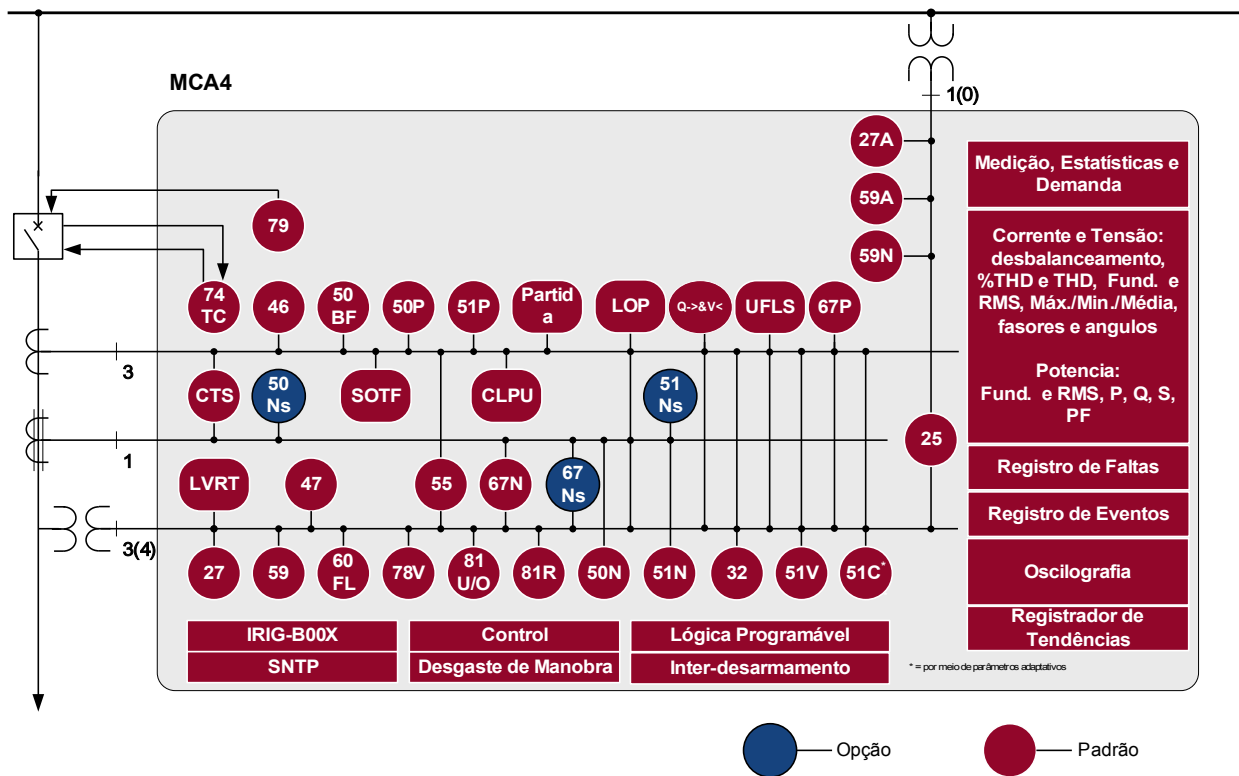 MCA4
1(0)
27A
59A
59N
79
74
TC
46
50
BF
50P
51P
Partid
a
LOP
Q->&V<
UFLS
67P
3
CTS
50
Ns
SOTF
CLPU
51
Ns
25
1
LVRT
47
55
67N
67
Ns
3(4)
27
59
60
FL
78V
81
U/O
81R
50N
51N
32
51V
51C*
IRIG-B00X
SNTP
Control
Desgaste de Manobra
Lógica Programável
Inter-desarmamento
Medição, Estatísticas e
Demanda
Corrente e Tensão:
desbalanceamento,
%THD e THD, Fund. e
RMS, Máx./Min./Média,
fasores e angulos
Potencia:
Fund. e RMS, P, Q, S,
PF
Registro de Faltas
Registro de Eventos
Oscilografia
Registrador de
Tendências
* = por meio de parâmetros adaptativos
Opção
Padrão